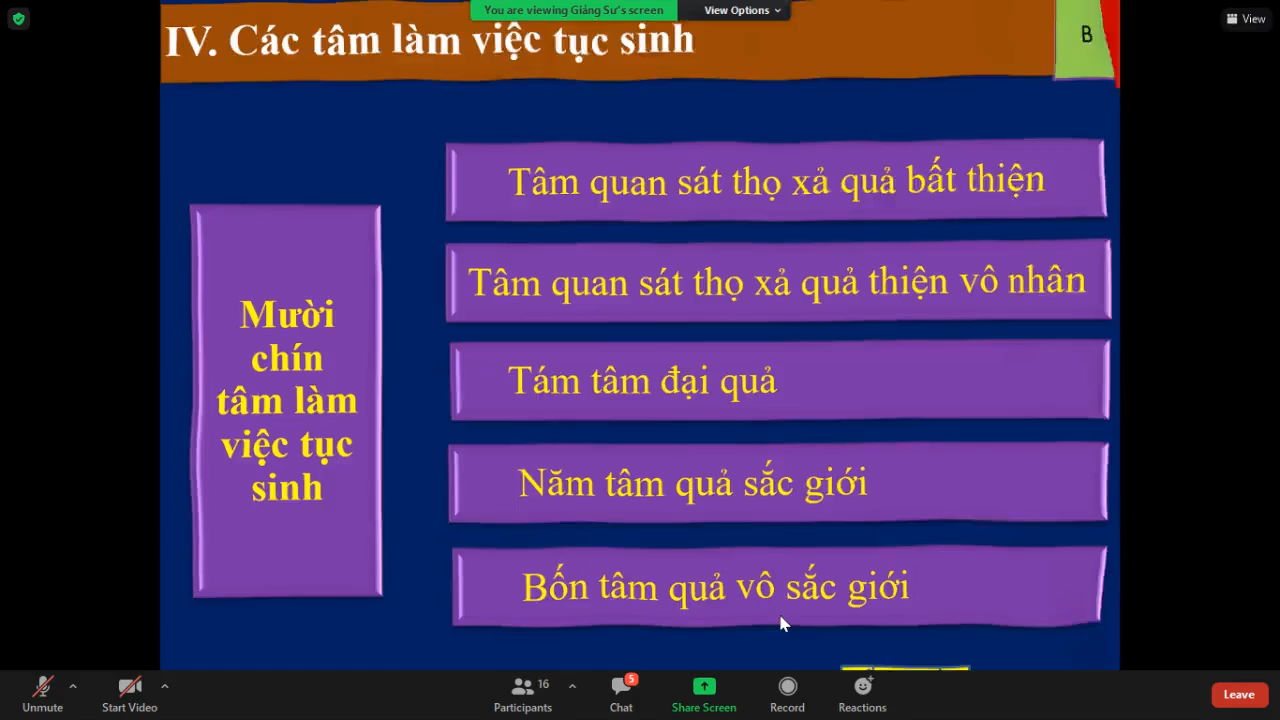 You are viewing Giảng Sư's screen
View Options
View
IV. Các tâm làm việc tục sinh
B
Tâm quan sát thọ xả quả bất thiện
Tâm quan sát thọ xả quả thiện vô nhân
Mười
chín
tâm làm
việc tục
sinh
Tám tâm đại quả
Năm tâm quả sắc giới
Bốn tâm quả vô sắc giới
Unmute
Start Video
16
Participants
5
Chat
Share Screen
Record
Reactions
Leave